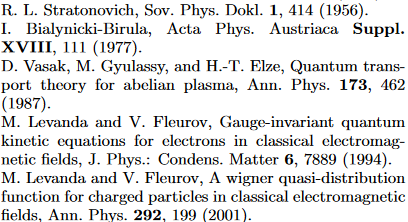 R. L. Stratonovich, Sov. Phys. Dokl. 1, 414 (1956).
I. Bialynicki-Birula, Acta Phys. Austriaca Suppl.
XVIII, 111 (1977).
D. Vasak, M. Gyulassy, and H.-T. Elze, Quantum trans-
port theory for abelian plasma, Ann. Phys. 173, 462
(1987).
M. Levanda and V. Fleurov, Gauge-invariant quantum
kinetic equations for electrons in classical electromag-
netic fields, J. Phys.: Condens. Matter 6, 7889 (1994).
M. Levanda and V. Fleurov, A wigner quasi-distribution
function for charged particles in classical electromagnetic
fields, Ann. Phys. 292, 199 (2001).